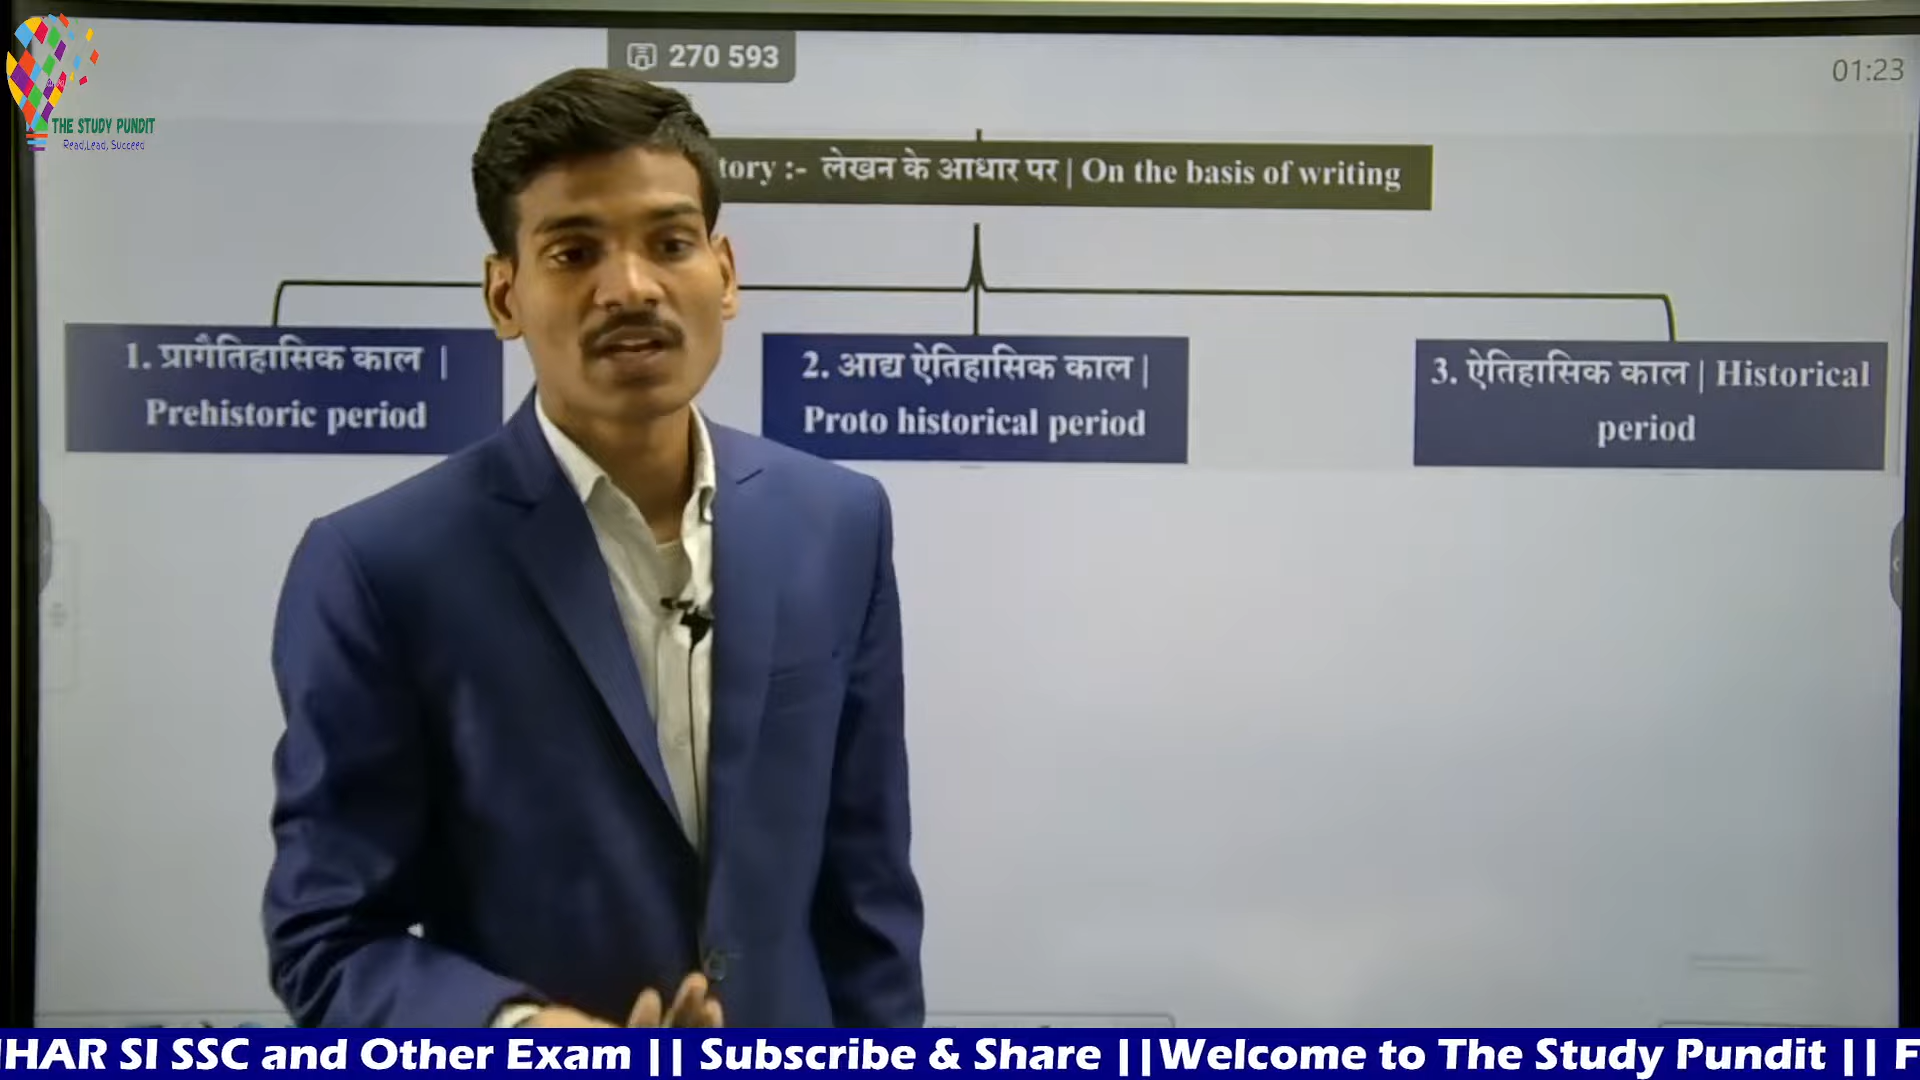 270 593
01:23
THE STUDY PUNDIT
Read,Lead, Succeed
tory :- लेखन के आधार पर | On the basis of writing
1. प्रागैतिहासिक काल |
Prehistoric period
2. आद्य ऐतिहासिक काल |
Proto historical period
3. ऐतिहासिक काल | Historical
period
IHAR SI SSC and Other Exam || Subscribe & Share ||Welcome to The Study Pundit || F